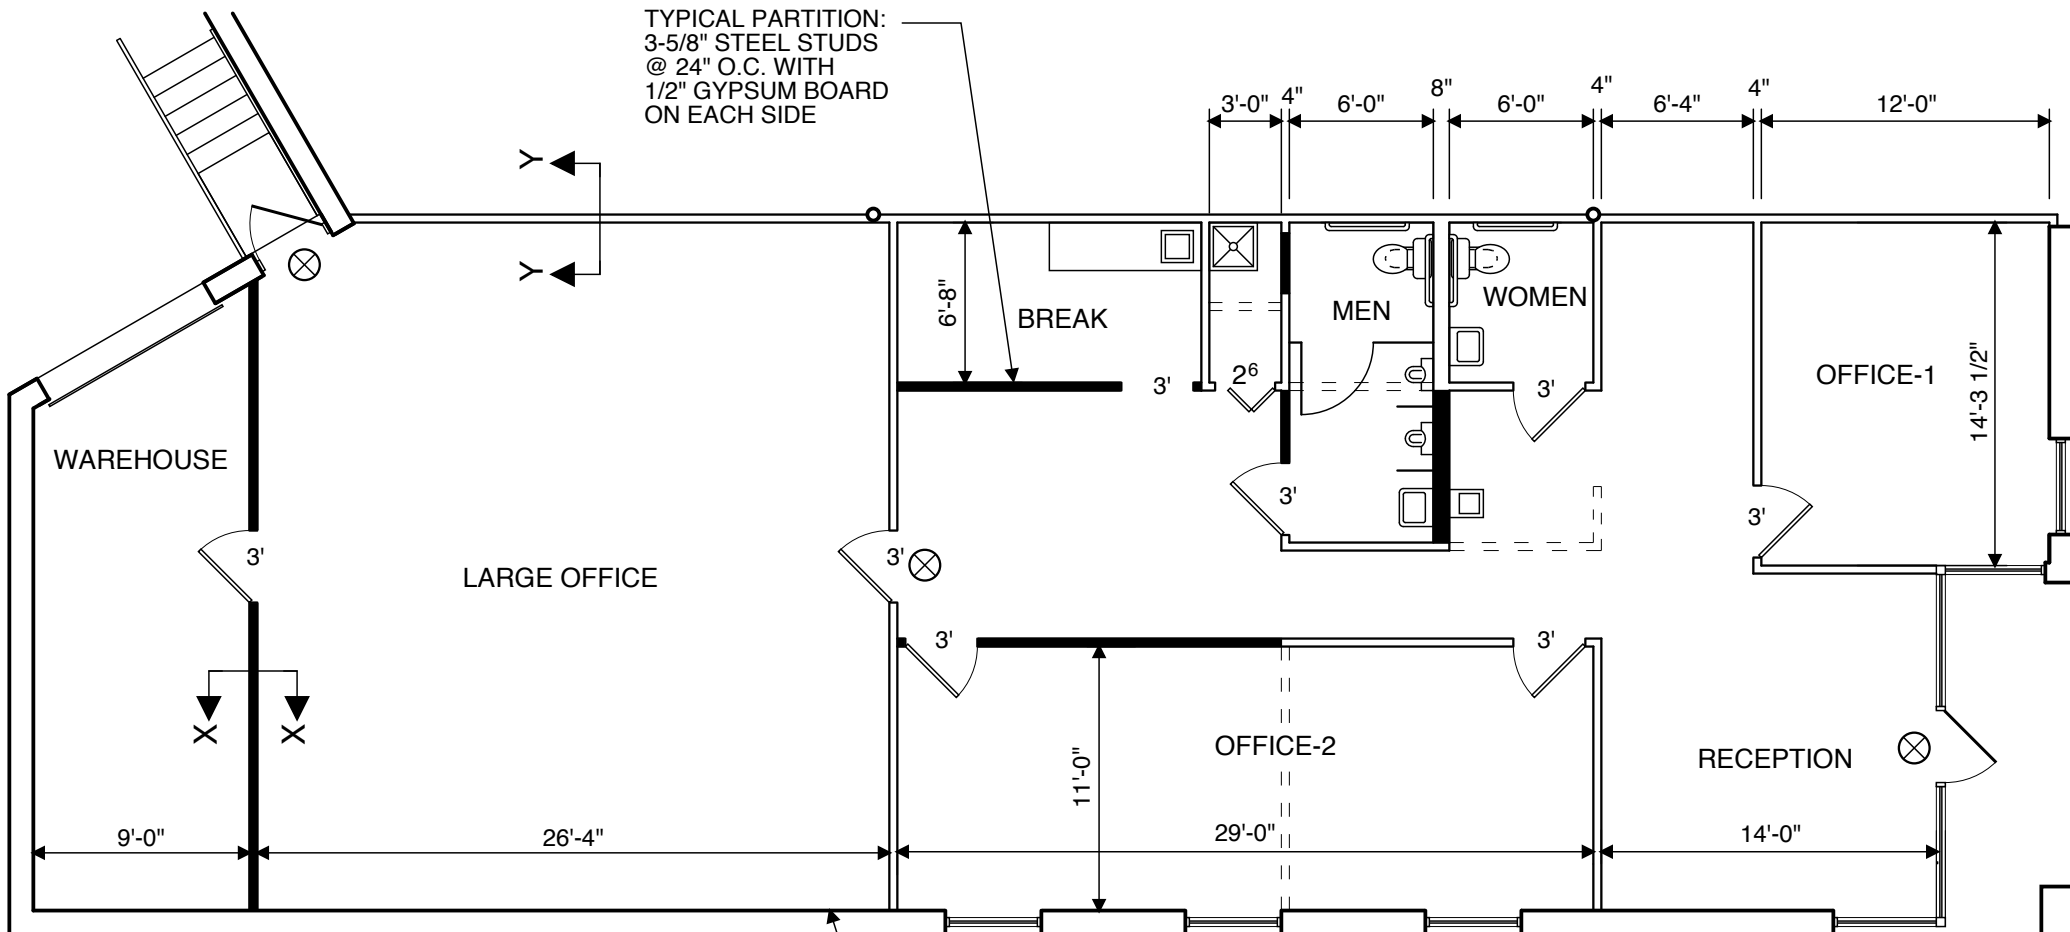 TYPICAL PARTITION:
3-5/8" STEEL STUDS
@ 24" O.C. WITH
1/2" GYPSUM BOARD
ON EACH SIDE
3'-0"
4"
6'-0"
8"
6'-0"
4"
6'-4"
4"
12'-0"
Y
Y
6'-8"
BREAK
MEN
WOMEN
OFFICE-1
14'-3 1/2"
3'
2⁶
3'
WAREHOUSE
3'
3'
3'
3'
LARGE OFFICE
3'
3'
X
X
11'-0"
OFFICE-2
RECEPTION
9'-0"
26'-4"
29'-0"
14'-0"